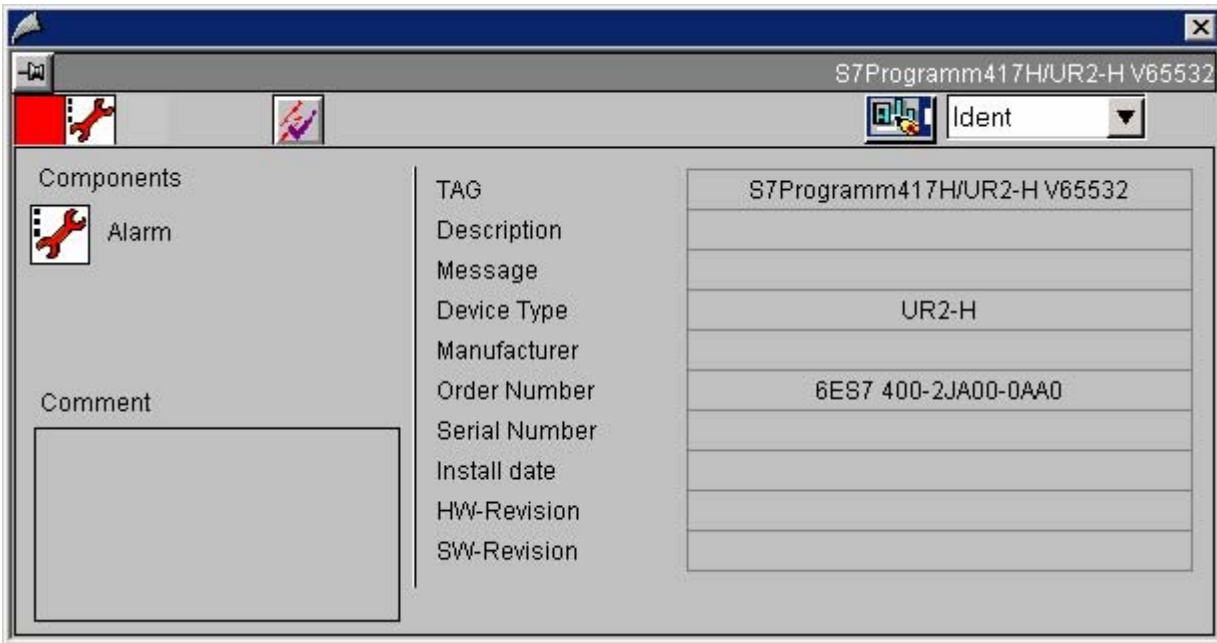 S7Programm417H/UR2-H V65532
Ident
Components
Alarm
Comment
TAG S7Programm417H/UR2-H V65532
Description
Message
Device Type UR2-H
Manufacturer
Order Number 6ES7 400-2JA00-0AA0
Serial Number
Install date
HW-Revision
SW-Revision